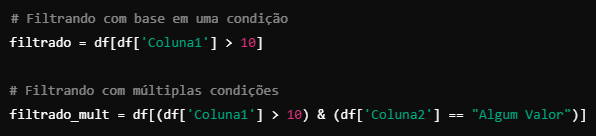 # Filtrando com base em uma condição
filtrado = df[df['Coluna1'] > 10]
# Filtrando com múltiplas condições
filtrado_mult = df[(df['Coluna1'] > 10) & (df['Coluna2'] == "Algum Valor")]